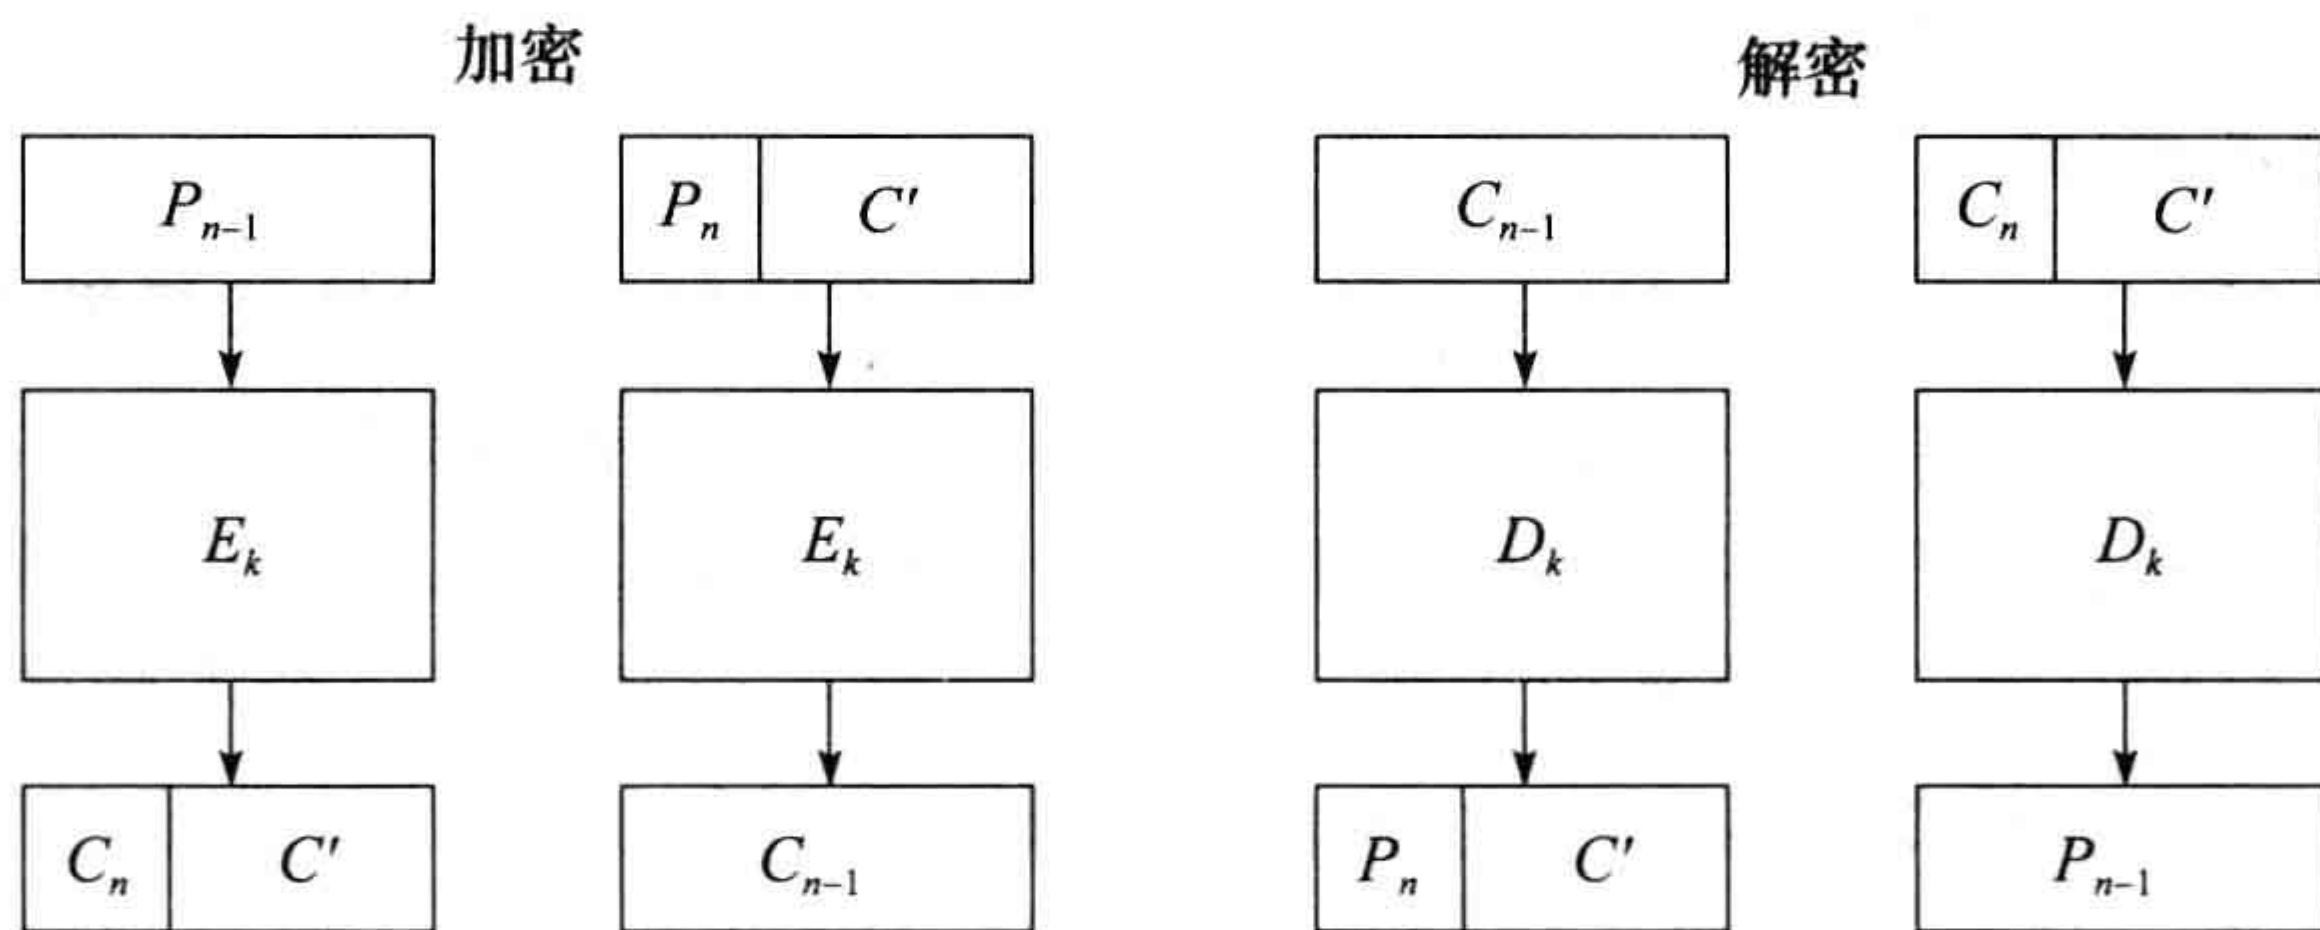 加密
解密
P_{n-1}
P_n
C'
C_{n-1}
C_n
C'
E_k
E_k
D_k
D_k
C_n
C'
C_{n-1}
P_n
C'
P_{n-1}